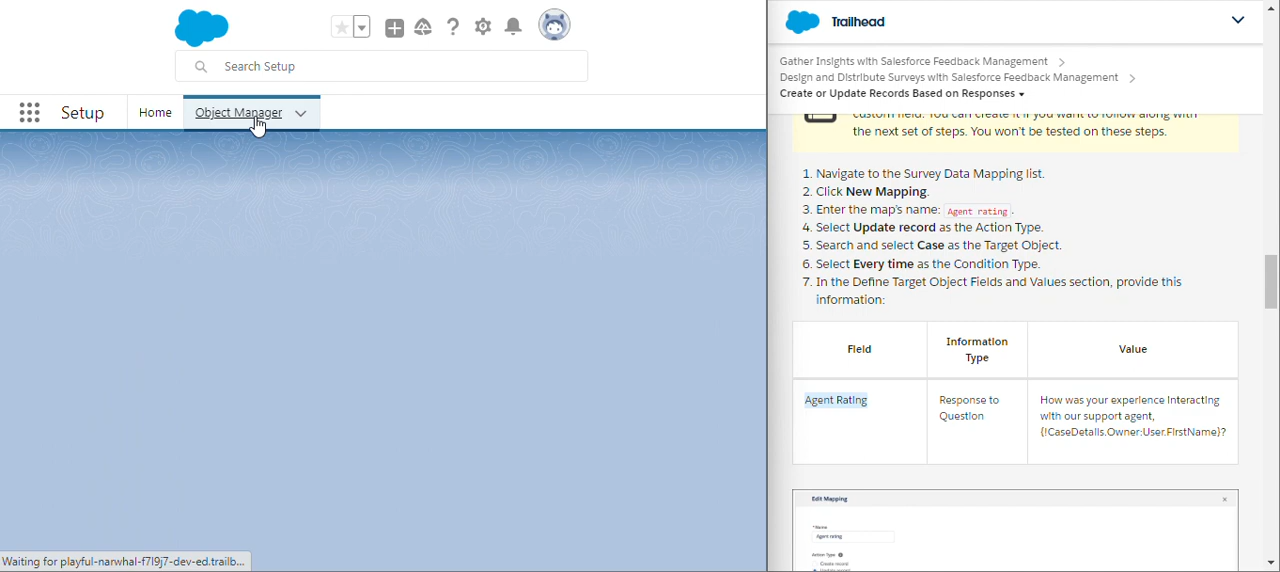 Search Setup
Setup
Home
Object Manager
Waiting for playful-narwhal-f7l9j7-dev-ed.trailb...
Trailhead
Gather Insights with Salesforce Feedback Management
Design and Distribute Surveys with Salesforce Feedback Management
Create or Update Records Based on Responses
custom field. You can create it if you want to follow along with
the next set of steps. You won't be tested on these steps.
1. Navigate to the Survey Data Mapping list.
2. Click New Mapping.
3. Enter the map's name: Agent rating.
4. Select Update record as the Action Type.
5. Search and select Case as the Target Object.
6. Select Every time as the Condition Type.
7. In the Define Target Object Fields and Values section, provide this
information:
Field
Information
Type
Value
Agent Rating
Response to
Question
How was your experience interacting
with our support agent,
{!CaseDetails.Owner:User.FirstName}?
Edit Mapping
*Name
Agent rating
Action Type
Create record
Update record